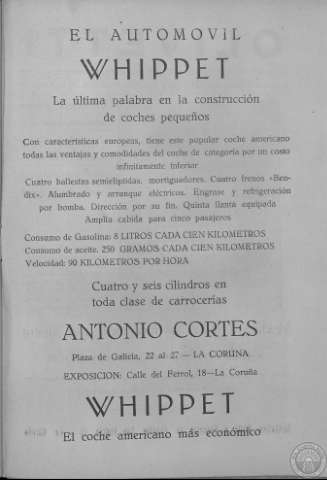 EL AUTOMOVIL
WHIPPET
La última palabra en la construcción
de coches pequeños
Con características europeas, tiene este popular coche americano
todas las ventajas y comodidades del coche de categoría por un costo
infinitamente inferior
Cuatro ballestas semielípticas, mortiguadores. Cuatro frenos «Ben-
dix». Alumbrado y arranque eléctricos. Engrase y refrigeración
por bomba. Dirección por su fin. Quinta llanta equipada
Amplia cabida para cinco pasajeros
Consumo de Gasolina: 8 LITROS CADA CIEN KILOMETROS
Consumo de aceite. 250 GRAMOS CADA CIEN KILOMETROS
Velocidad: 90 KILOMETROS POR HORA
Cuatro y seis cilindros en
toda clase de carrocerías
ANTONIO CORTES
Plaza de Galicia, 22 al 27 — LA CORUÑA
EXPOSICION: Calle del Ferrol, 18—La Coruña
WHIPPET
El coche americano más económico